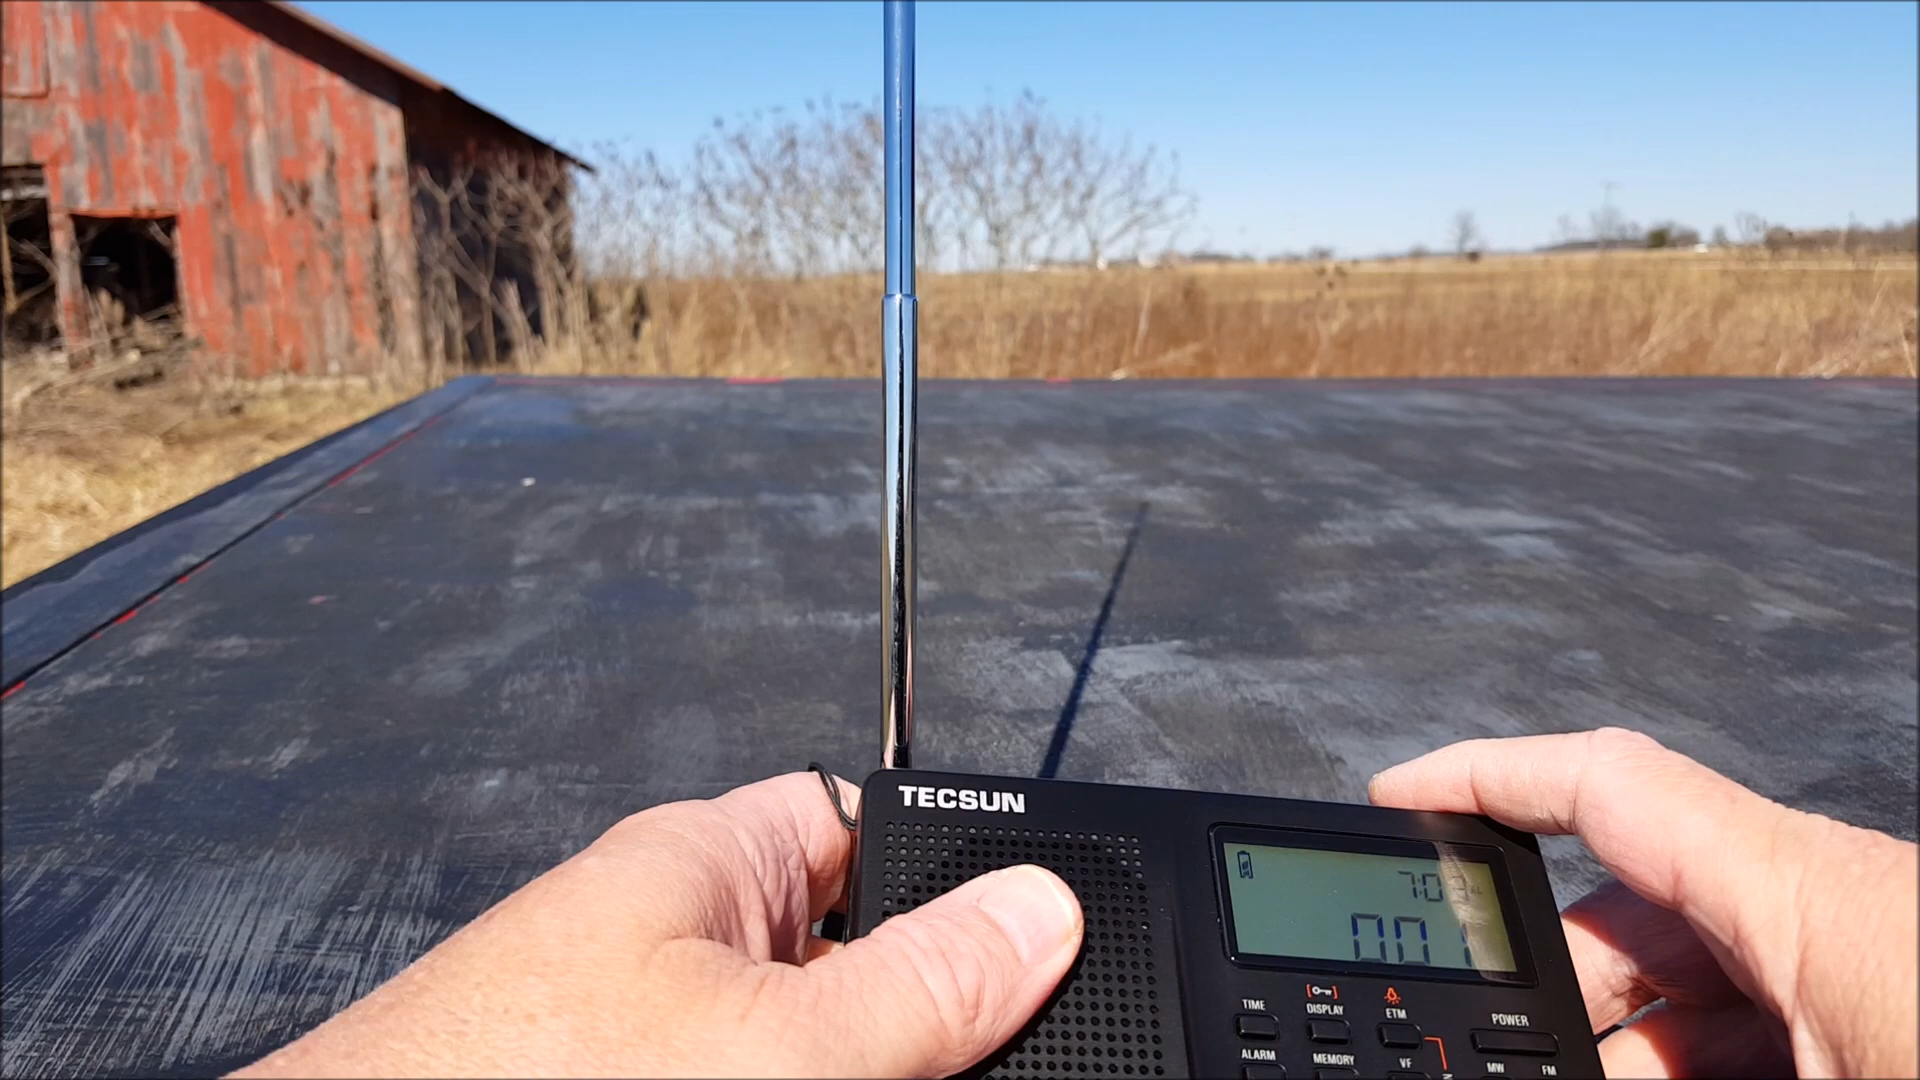 TECSUN
7:03
001
TIME
DISPLAY
ETM
POWER
ALARM
MEMORY
VF
MW
FM